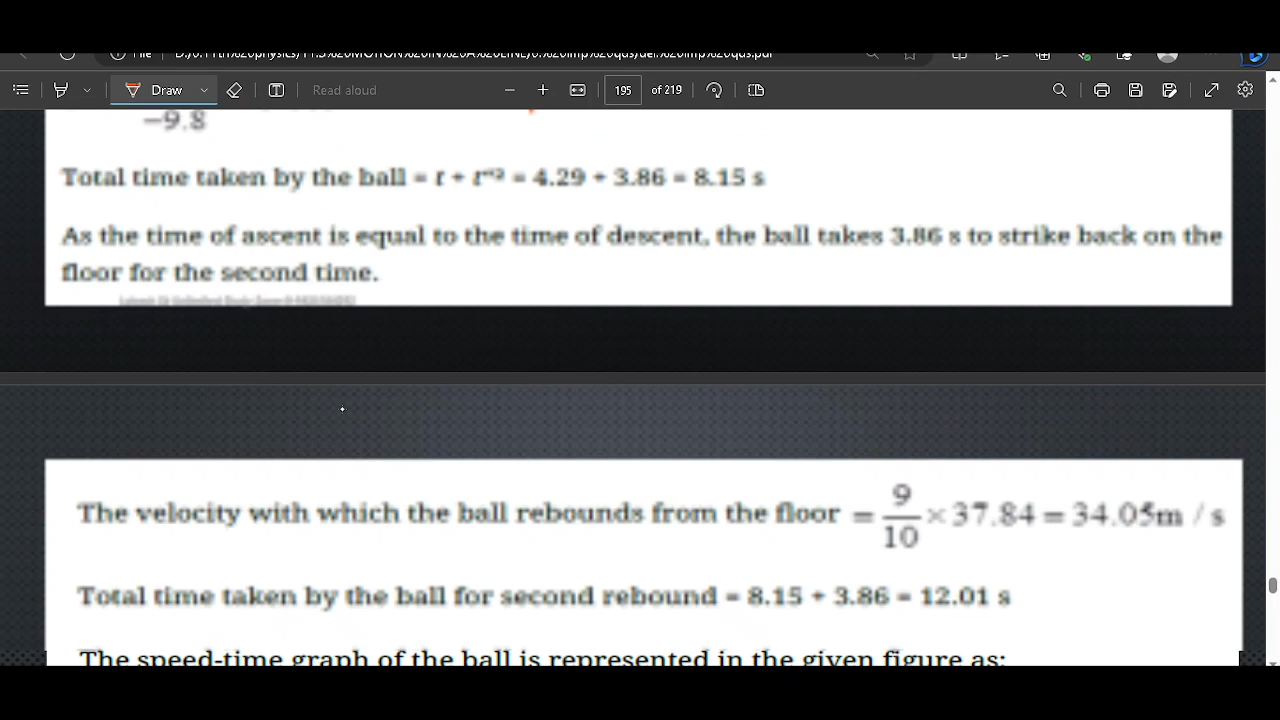 Draw
Read aloud
195 of 219
−9.8
Total time taken by the ball = t + = 4.29 + 3.86 = 8.15 s
As the time of ascent is equal to the time of descent, the ball takes 3.86 s to strike back on the
floor for the second time.
The velocity with which the ball rebounds from the floor = 9/10 × 37.84 = 34.05m / s
Total time taken by the ball for second rebound = 8.15 + 3.86 = 12.01 s
The speed-time graph of the ball is represented in the given figure as: